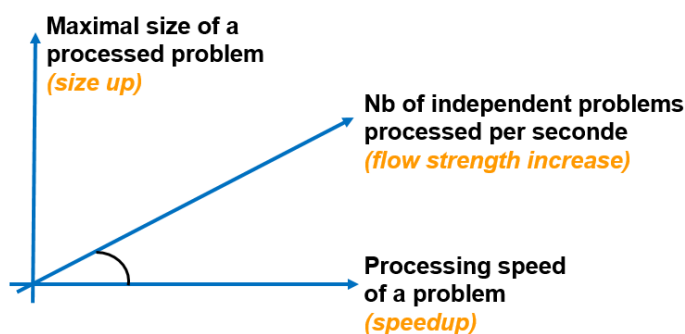 Maximal size of a
processed problem
(size up)
Nb of independent problems
processed per seconde
(flow strength increase)
Processing speed
of a problem
(speedup)